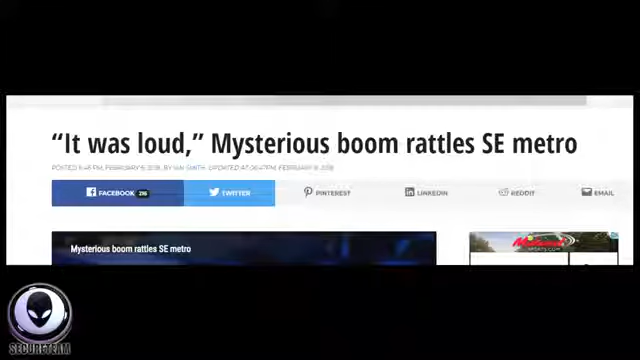 “It was loud,” Mysterious boom rattles SE metro
FACEBOOK
TWITTER
PINTEREST
LINKEDIN
REDDIT
EMAIL
Mysterious boom rattles SE metro
SECURETEAM